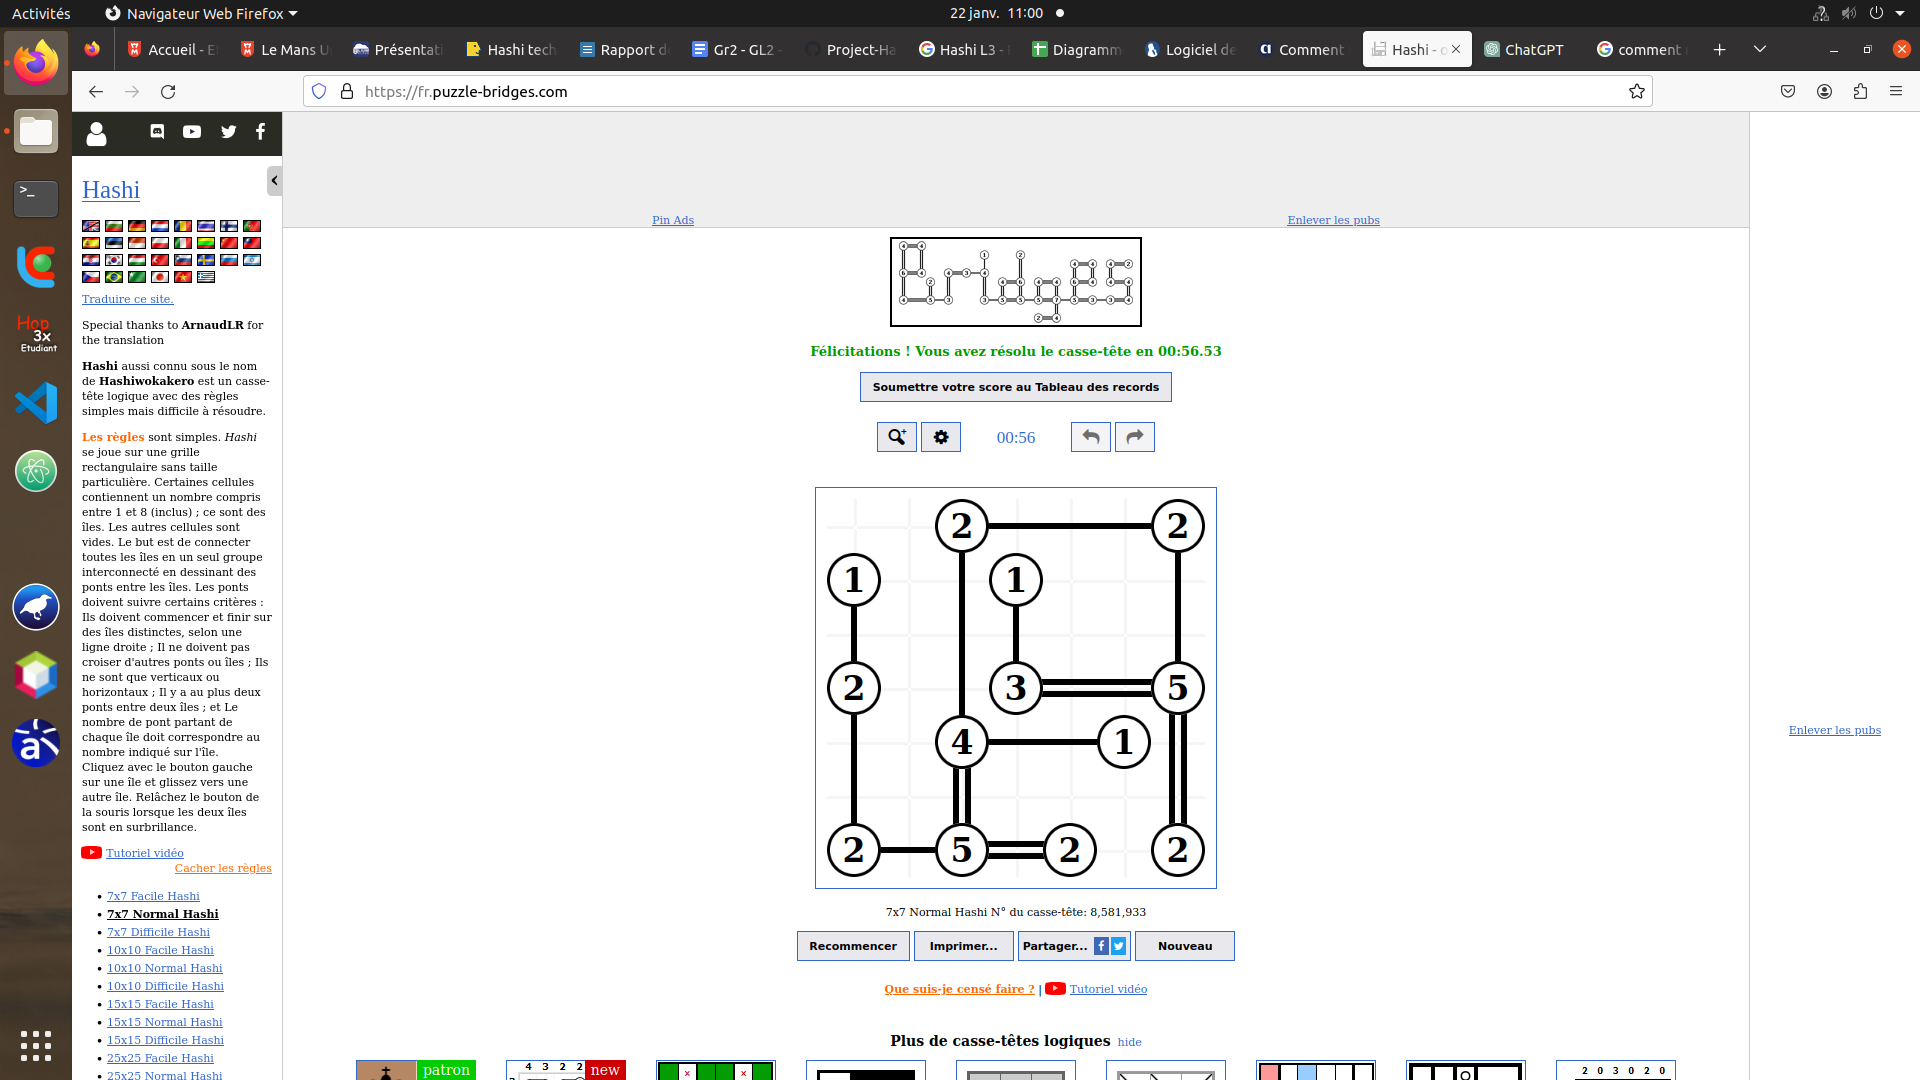 Activités
Navigateur Web Firefox
22 janv. 11:00
Accueil - E
Le Mans U
Présentati
Hashi tech
Rapport d
Gr2 - GL2 -
Project-Ha
Hashi L3 -
Diagramm
Logiciel de
Comment
Hashi - o
ChatGPT
comment
https://fr.puzzle-bridges.com
Hop
3x
Etudiant
Hashi
Traduire ce site.
Special thanks to ArnaudLR for
the translation
Hashi aussi connu sous le nom
de Hashiwokakero est un casse-
tête logique avec des règles
simples mais difficile à résoudre.
Les règles sont simples. Hashi
se joue sur une grille
rectangulaire sans taille
particulière. Certaines cellules
contiennent un nombre compris
entre 1 et 8 (inclus) ; ce sont des
îles. Les autres cellules sont
vides. Le but est de connecter
toutes les îles en un seul groupe
interconnecté en dessinant des
ponts entre les îles. Les ponts
doivent suivre certains critères :
Ils doivent commencer et finir sur
des îles distinctes, selon une
ligne droite ; Il ne doivent pas
croiser d'autres ponts ou îles ; Ils
ne sont que verticaux ou
horizontaux ; Il y a au plus deux
ponts entre deux îles ; et Le
nombre de pont partant de
chaque île doit correspondre au
nombre indiqué sur l'île.
Cliquez avec le bouton gauche
sur une île et glissez vers une
autre île. Relâchez le bouton de
la souris lorsque les deux îles
sont en surbrillance.
Tutoriel vidéo
Cacher les règles
7x7 Facile Hashi
7x7 Normal Hashi
7x7 Difficile Hashi
10x10 Facile Hashi
10x10 Normal Hashi
10x10 Difficile Hashi
15x15 Facile Hashi
15x15 Normal Hashi
15x15 Difficile Hashi
25x25 Facile Hashi
25x25 Normal Hashi
Pin Ads
Enlever les pubs
Félicitations ! Vous avez résolu le casse-tête en 00:56.53
Soumettre votre score au Tableau des records
00:56
2 2
1 1
2 3 5
4 1
2 5 2 2
7x7 Normal Hashi N° du casse-tête: 8,581,933
Recommencer
Imprimer...
Partager...
Nouveau
Que suis-je censé faire ? | Tutoriel vidéo
Plus de casse-têtes logiques hide
patron
4 3 2 2
new
2 0 3 0 2 0
Enlever les pubs